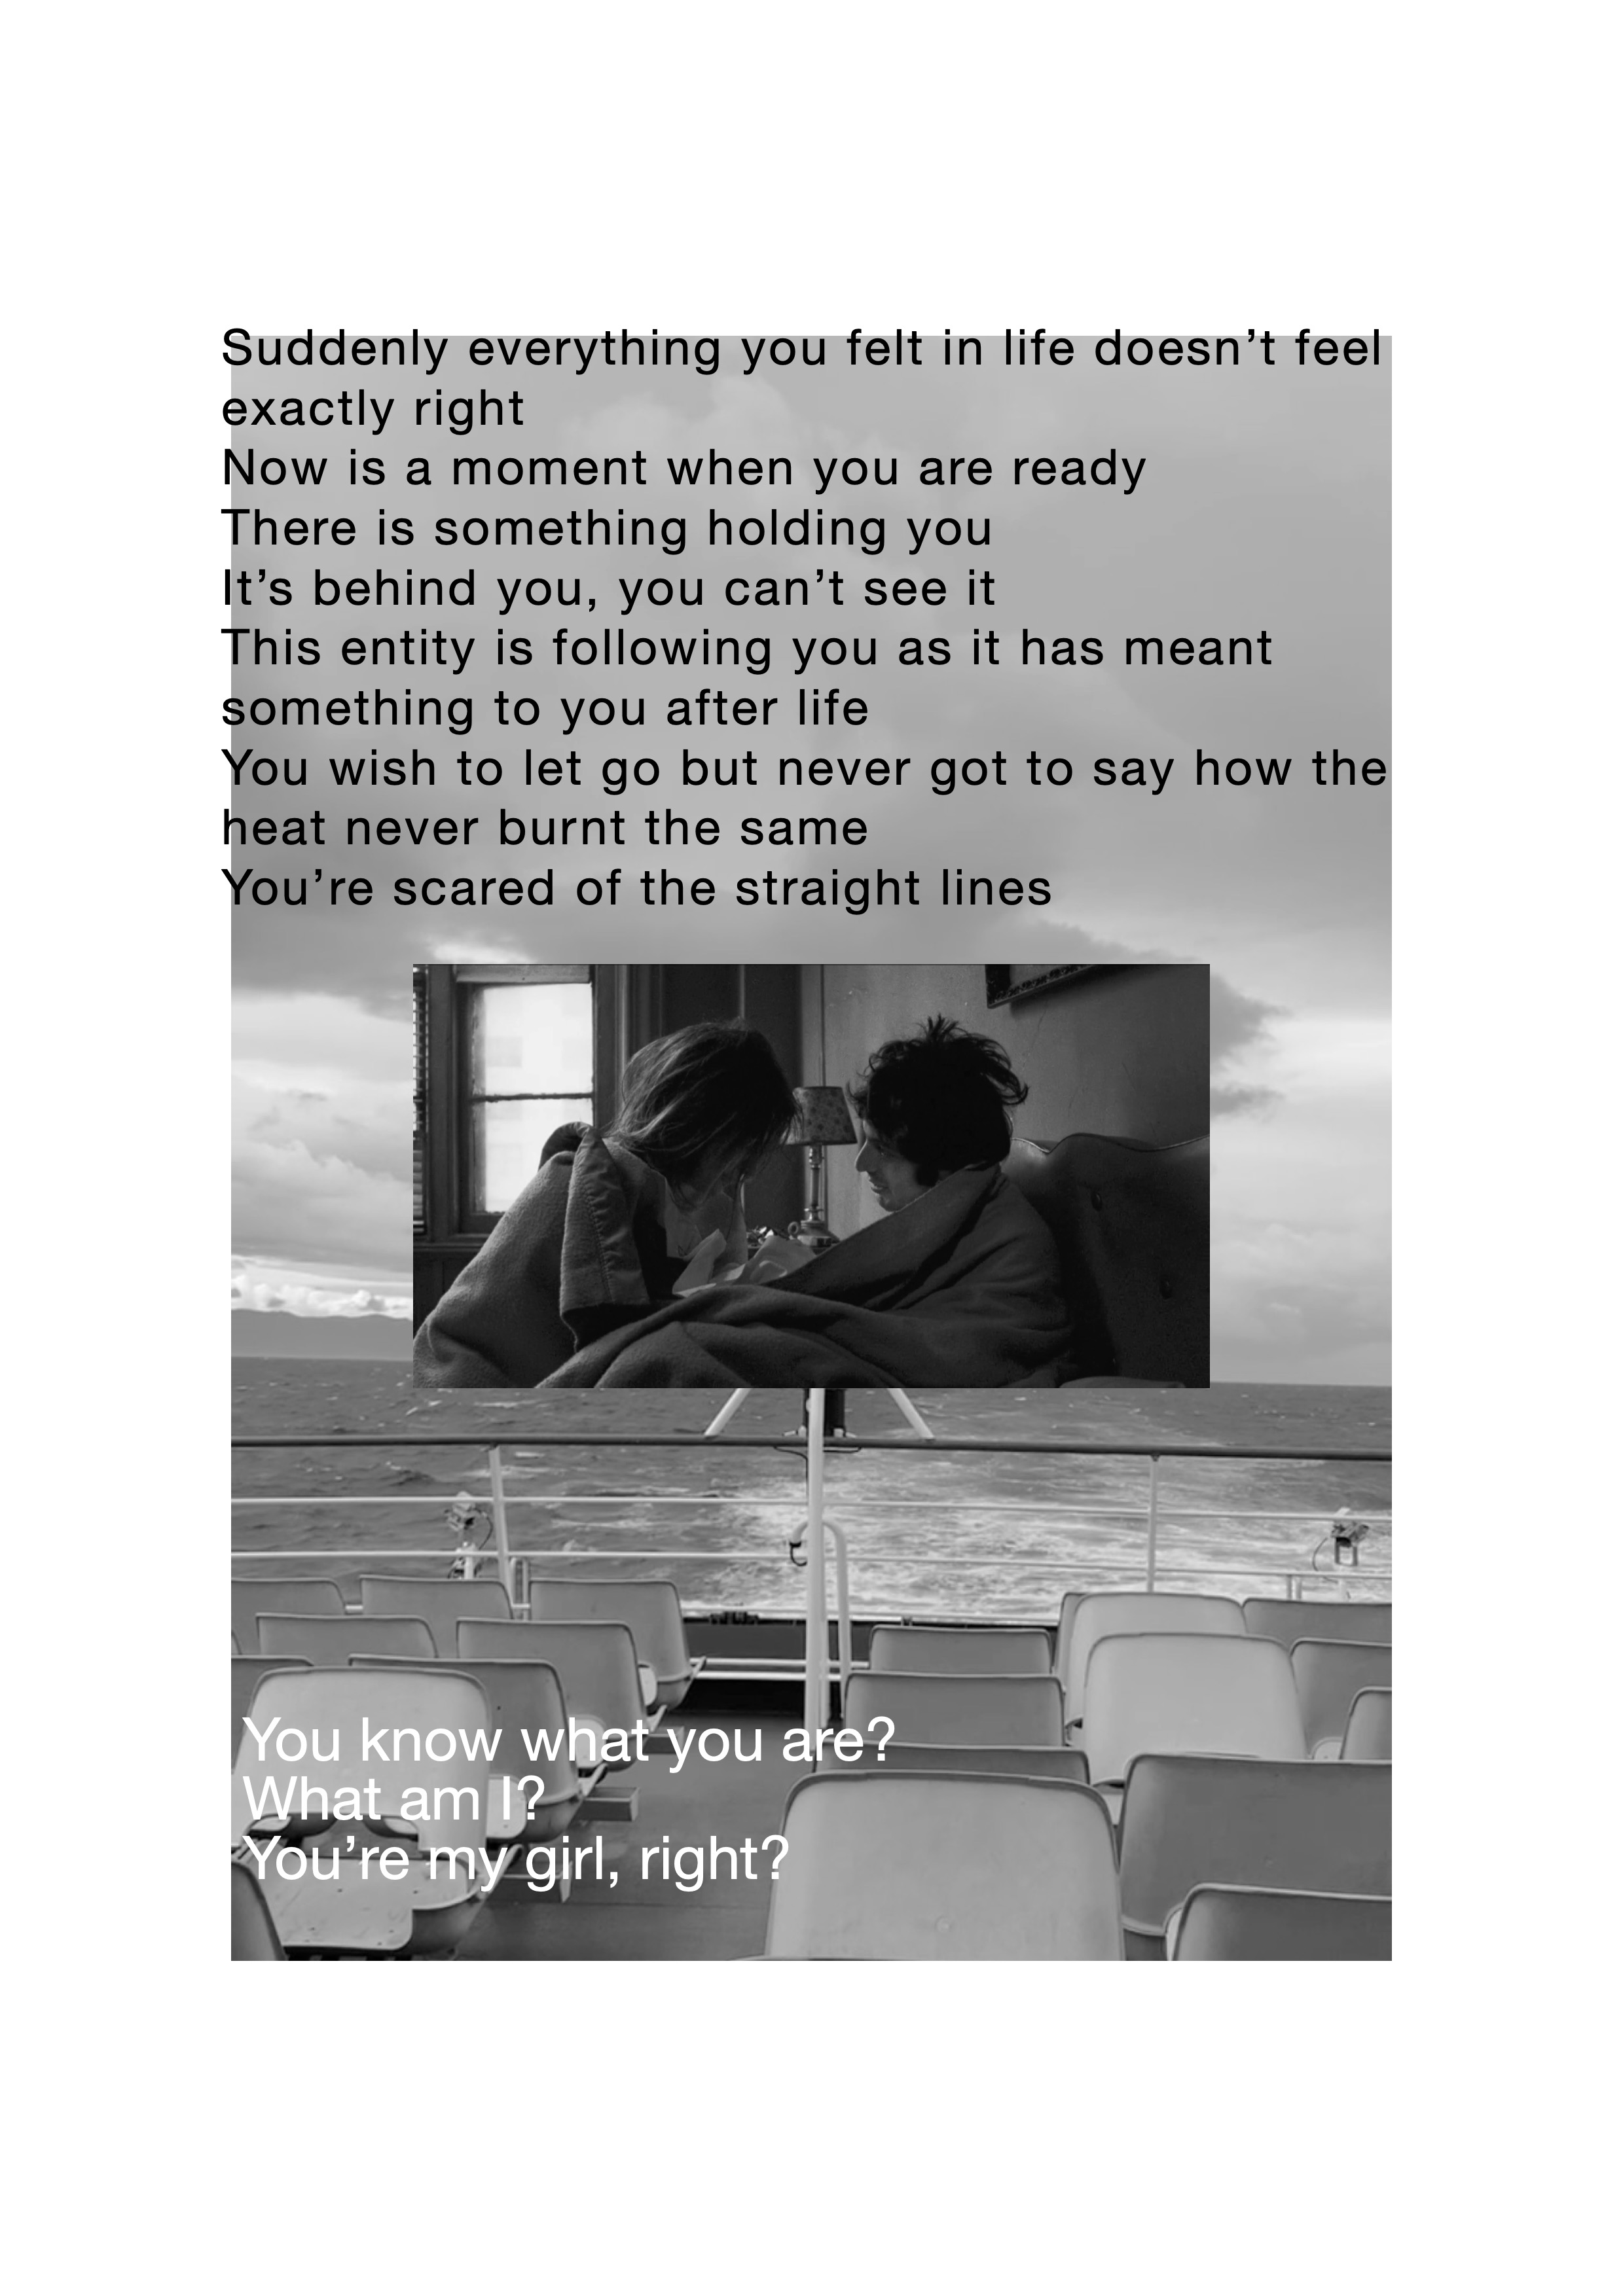 Suddenly everything you felt in life doesn’t feel
exactly right
Now is a moment when you are ready
There is something holding you
It’s behind you, you can’t see it
This entity is following you as it has meant
something to you after life
You wish to let go but never got to say how the
heat never burnt the same
You’re scared of the straight lines
You know what you are?
What am I?
You’re my girl, right?